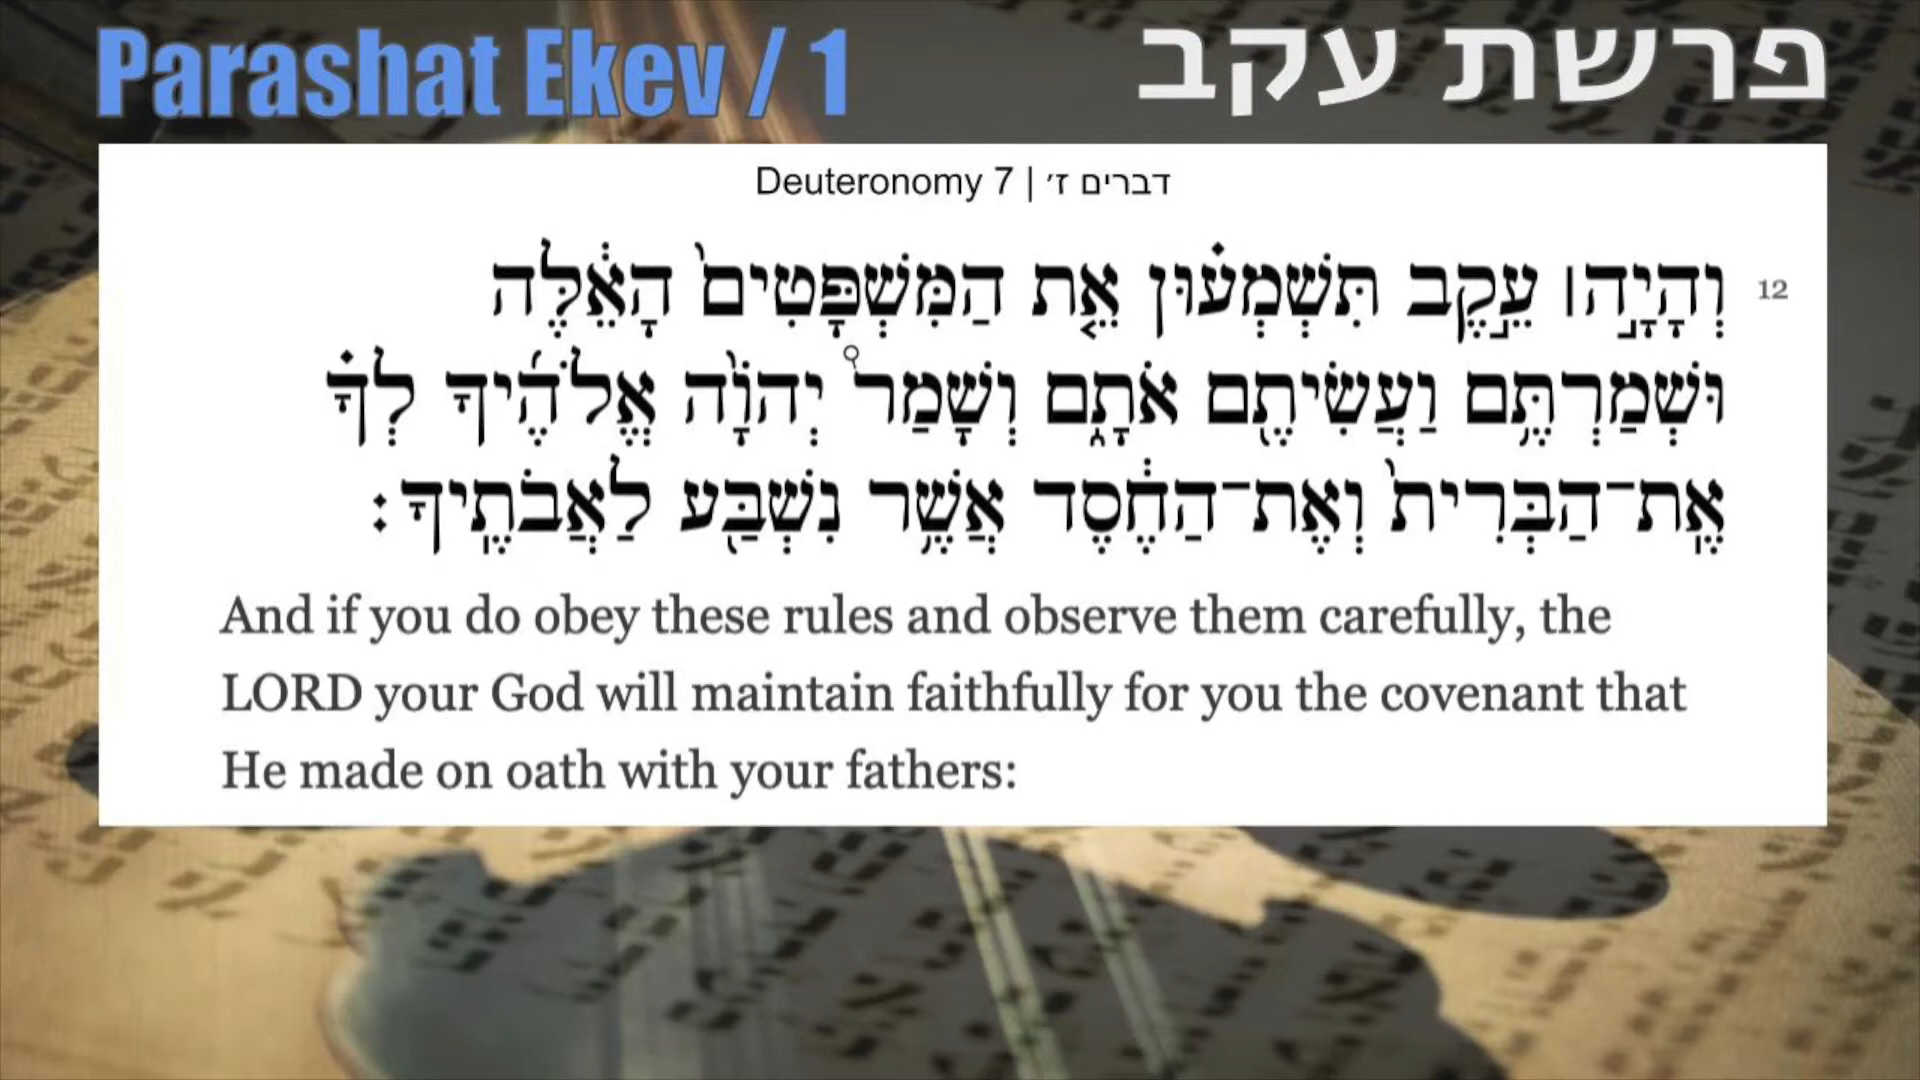 Parashat Ekev / 1 פרשת עקב
Deuteronomy 7 | דברים ז׳
12 וְהָיָ֣ה ׀ עֵ֣קֶב תִּשְׁמְע֗וּן אֵ֤ת הַמִּשְׁפָּטִים֙ הָאֵ֔לֶּה
וּשְׁמַרְתֶּ֥ם וַעֲשִׂיתֶ֖ם אֹתָ֑ם וְשָׁמַר֩ יְהוָ֨ה אֱלֹהֶ֜יךָ לְךָ֗
אֶֽת־הַבְּרִית֙ וְאֶת־הַחֶ֔סֶד אֲשֶׁ֥ר נִשְׁבַּ֖ע לַאֲבֹתֶֽיךָ׃
And if you do obey these rules and observe them carefully, the
LORD your God will maintain faithfully for you the covenant that
He made on oath with your fathers: